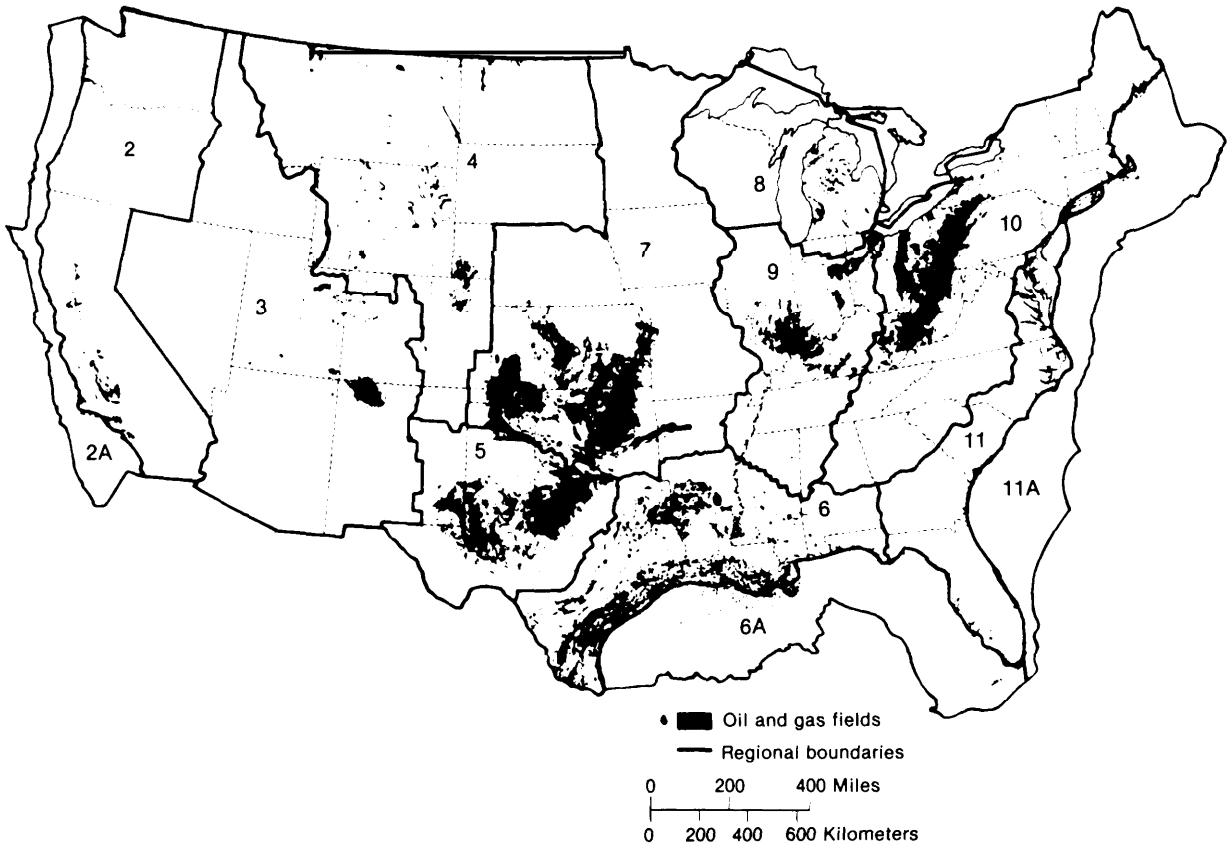 2
4
8
10
7
9
3
2A
5
11
11A
6
6A
Oil and gas fields
Regional boundaries
0 200 400 Miles
0 200 400 600 Kilometers